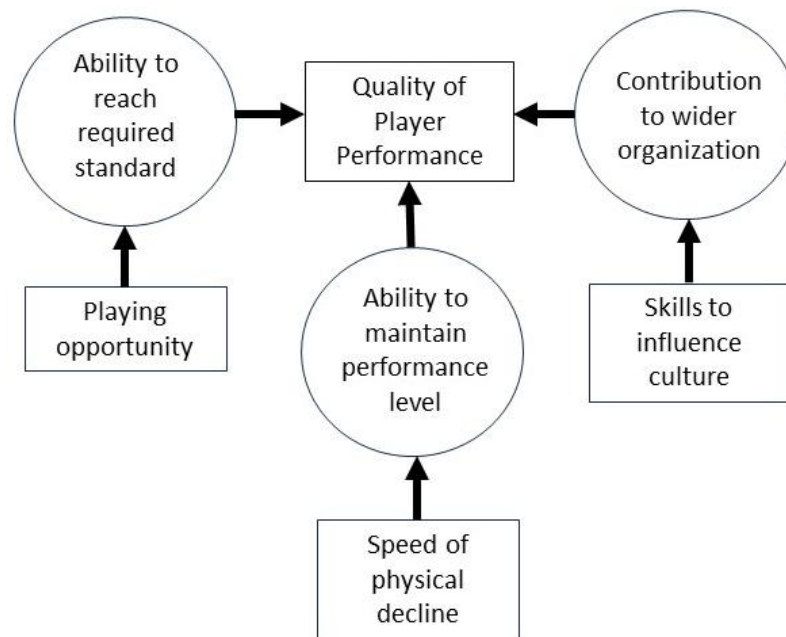 Ability to
reach
required
standard
Quality of
Player
Performance
Contribution
to wider
organization
Playing
opportunity
Ability to
maintain
performance
level
Skills to
influence
culture
Speed of
physical
decline